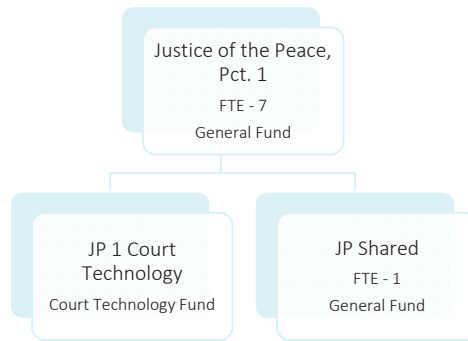 Justice of the Peace,
Pct. 1
FTE - 7
General Fund
JP 1 Court
Technology
Court Technology Fund
JP Shared
FTE - 1
General Fund